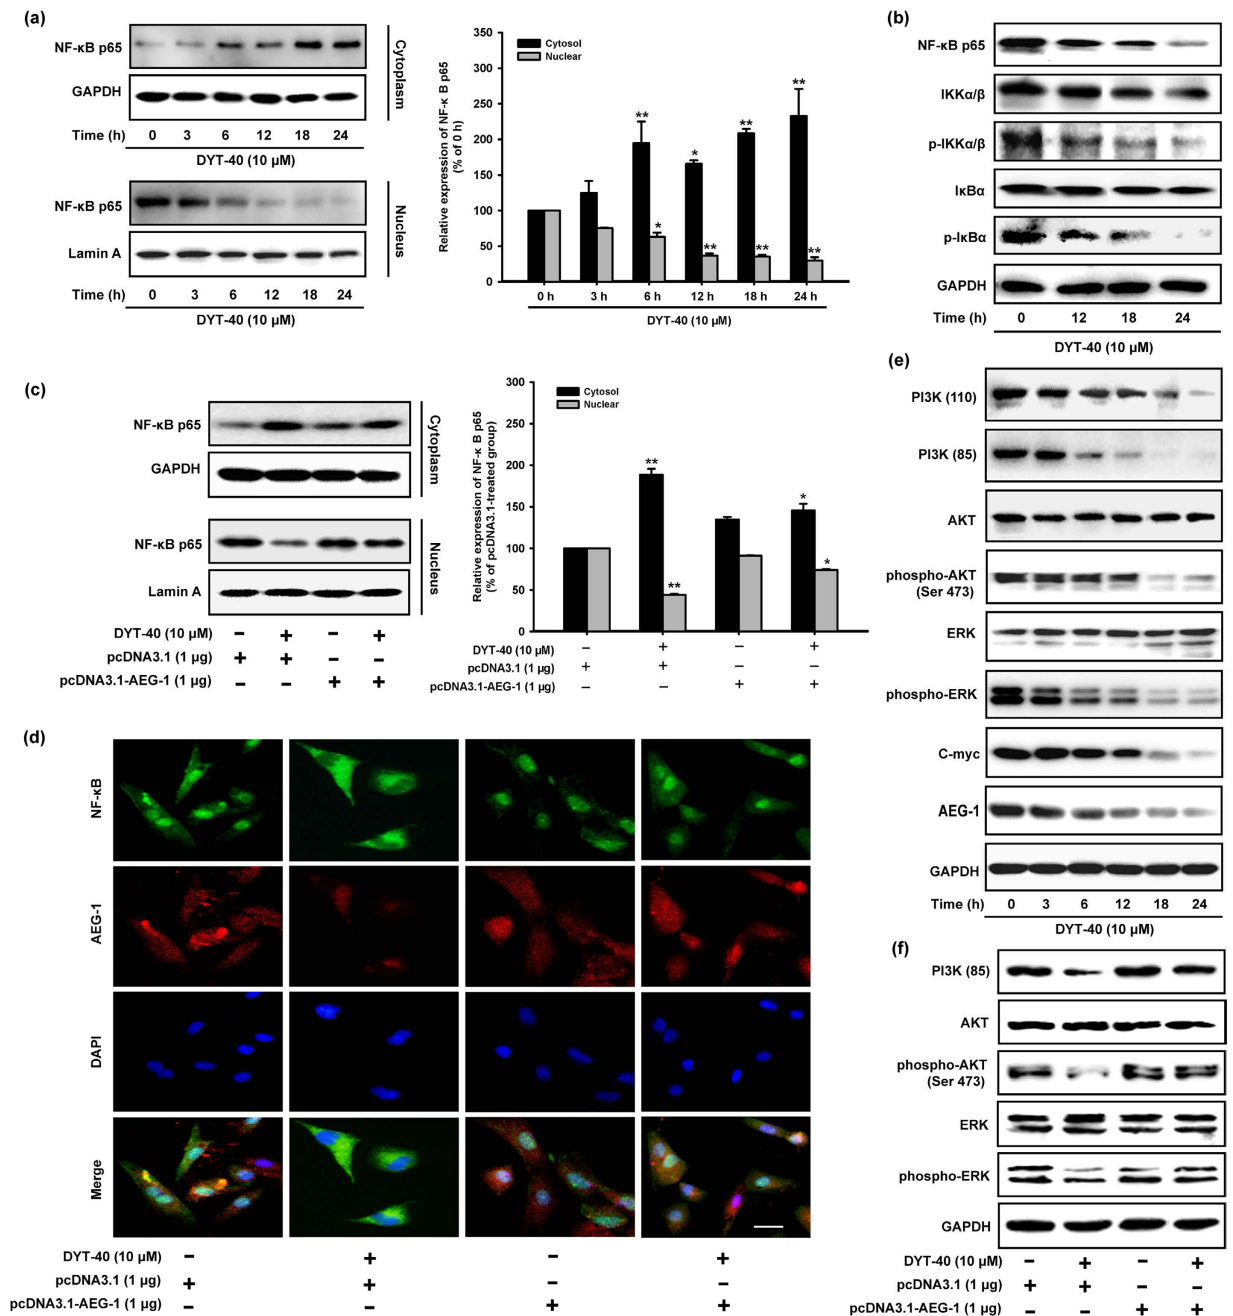 (a)
NF-κB p65
GAPDH
Cytoplasm
Time (h) 0 3 6 12 18 24
DYT-40 (10 μM)
NF-κB p65
Lamin A
Nucleus
Time (h) 0 3 6 12 18 24
DYT-40 (10 μM)
Relative expression of NF-κ B p65
(% of 0 h)
350
300
250
200
150
100
50
0
Cytosol
Nuclear
** * ** **
* ** ** **
0 h 3 h 6 h 12 h 18 h 24 h
DYT-40 (10 μM)
(b)
NF-κB p65
IKKα/β
p-IKKα/β
IκBα
p-IκBα
GAPDH
Time (h) 0 12 18 24
DYT-40 (10 μM)
(c)
NF-κB p65
GAPDH
Cytoplasm
NF-κB p65
Lamin A
Nucleus
DYT-40 (10 μM) – + – +
pcDNA3.1 (1 μg) + + – –
pcDNA3.1-AEG-1 (1 μg) – – + +
Relative expression of NF-κ B p65
(% of pcDNA3.1-treated group)
300
250
200
150
100
50
0
Cytosol
Nuclear
** *
** *
DYT-40 (10 μM) – + – +
pcDNA3.1 (1 μg) + + – –
pcDNA3.1-AEG-1 (1 μg) – – + +
(d)
NF-κB
AEG-1
DAPI
Merge
DYT-40 (10 μM) – + – +
pcDNA3.1 (1 μg) + + – –
pcDNA3.1-AEG-1 (1 μg) – – + +
(e)
PI3K (110)
PI3K (85)
AKT
phospho-AKT
(Ser 473)
ERK
phospho-ERK
C-myc
AEG-1
GAPDH
Time (h) 0 3 6 12 18 24
DYT-40 (10 μM)
(f)
PI3K (85)
AKT
phospho-AKT
(Ser 473)
ERK
phospho-ERK
GAPDH
DYT-40 (10 μM) – + – +
pcDNA3.1 (1 μg) + + – –
pcDNA3.1-AEG-1 (1 μg) – – + +